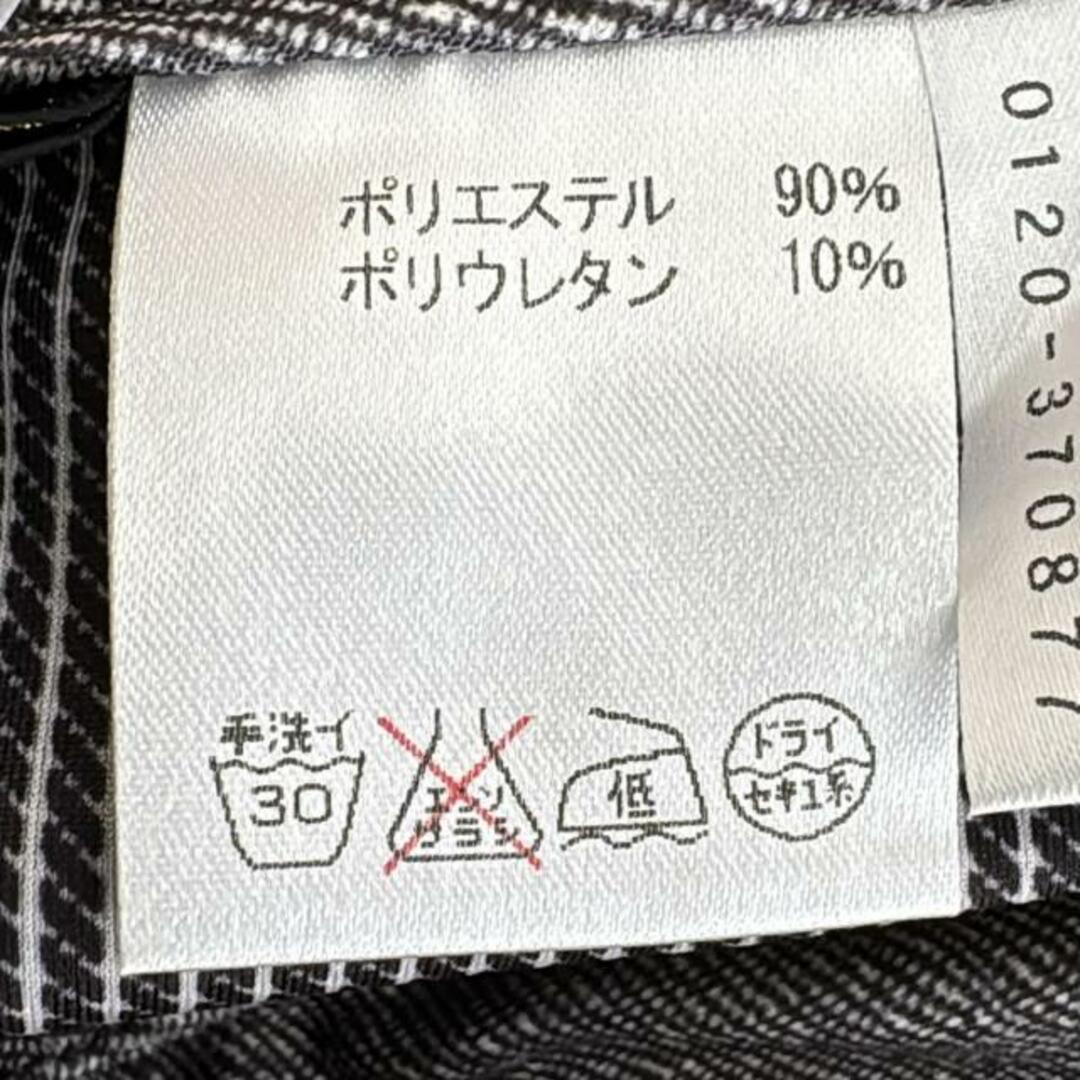 ポリエステル 90%
ポリウレタン 10%
手洗イ
30
エンソ
サラシ
低
ドライ
セキユ系
0120-370877